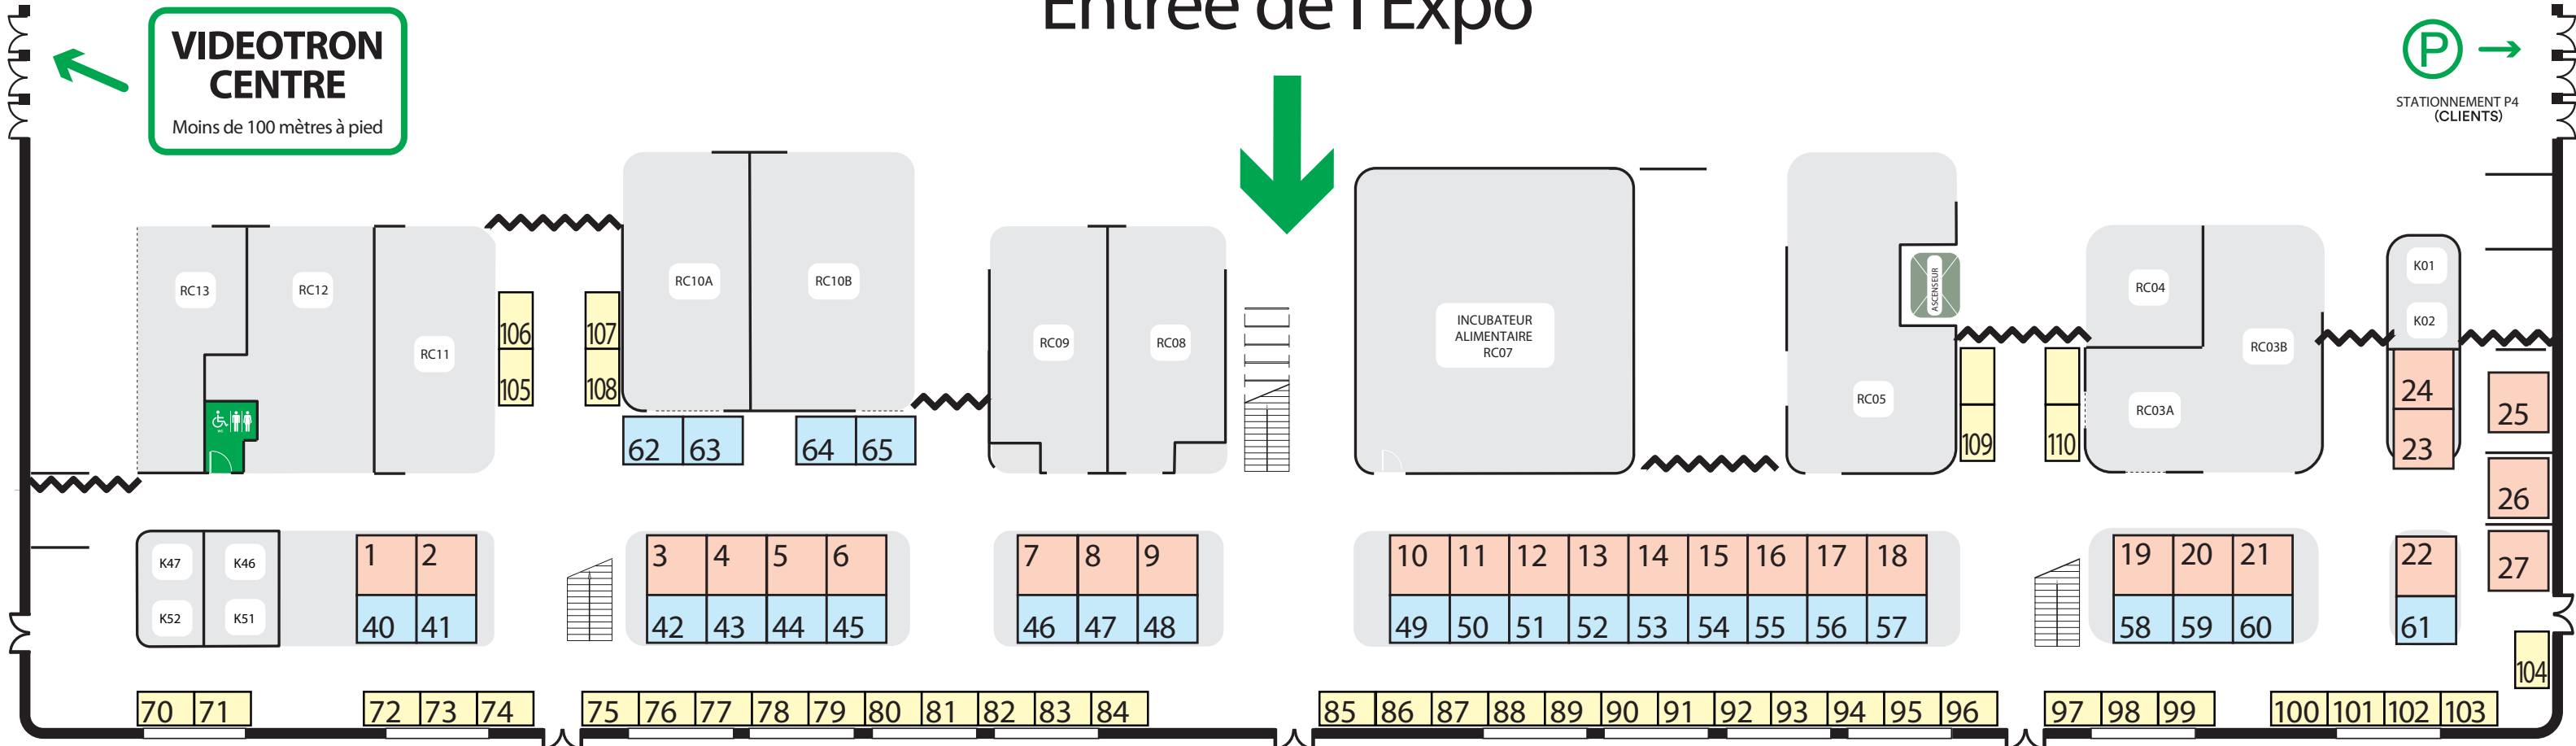 Entrée de l'Expo
VIDEOTRON
CENTRE
Moins de 100 mètres à pied
P
STATIONNEMENT P4
(CLIENTS)
RC13
RC12
RC11
106
105
107
108
RC10A
RC10B
62 63
64 65
RC09
RC08
INCUBATEUR
ALIMENTAIRE
RC07
RC05
ASCENSEUR
109
110
RC04
RC03A
RC03B
K01
K02
24
23
25
26
27
K47
K46
K52
K51
1 2
40 41
3 4 5 6
42 43 44 45
7 8 9
46 47 48
10 11 12 13 14 15 16 17 18
49 50 51 52 53 54 55 56 57
19 20 21
58 59 60
22
61
104
70 71
72 73 74
75 76 77 78 79 80 81 82 83 84
85 86 87 88 89 90 91 92 93 94 95 96
97 98 99
100 101 102 103